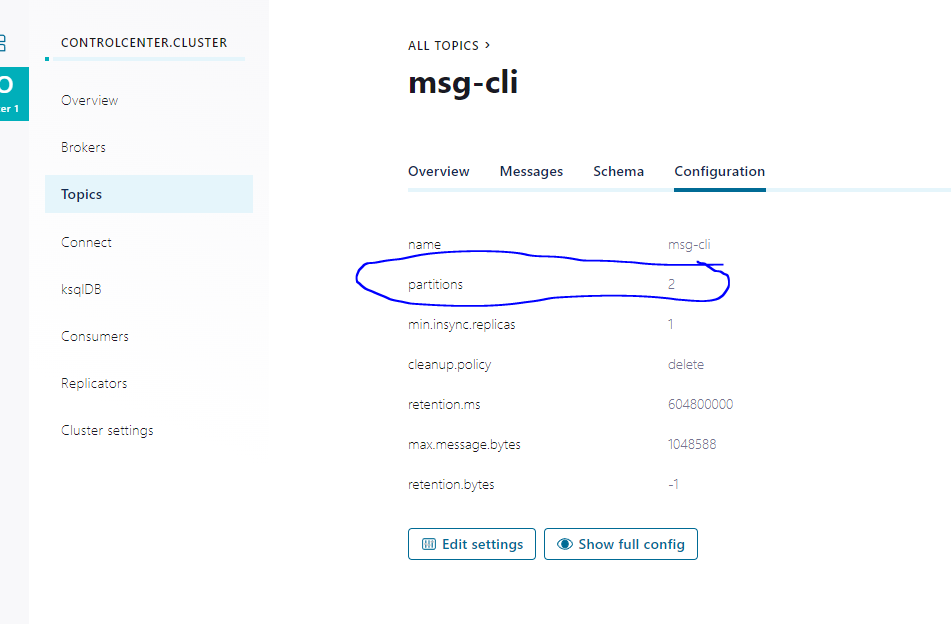 CONTROLCENTER.CLUSTER
er 1
Overview
Brokers
Topics
Connect
ksqlDB
Consumers
Replicators
Cluster settings
ALL TOPICS >
msg-cli
Overview Messages Schema Configuration
name msg-cli
partitions 2
min.insync.replicas 1
cleanup.policy delete
retention.ms 604800000
max.message.bytes 1048588
retention.bytes -1
Edit settings Show full config